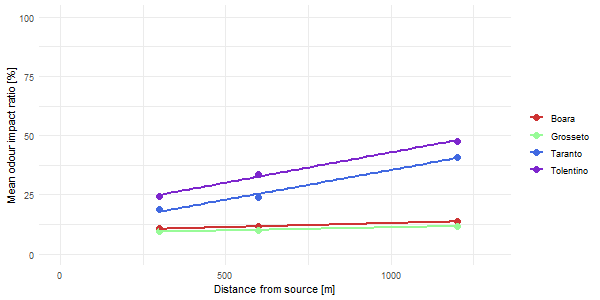 Mean odour impact ratio [%]
100
75
50
25
0
0
500
1000
Distance from source [m]
Boara
Grosseto
Taranto
Tolentino